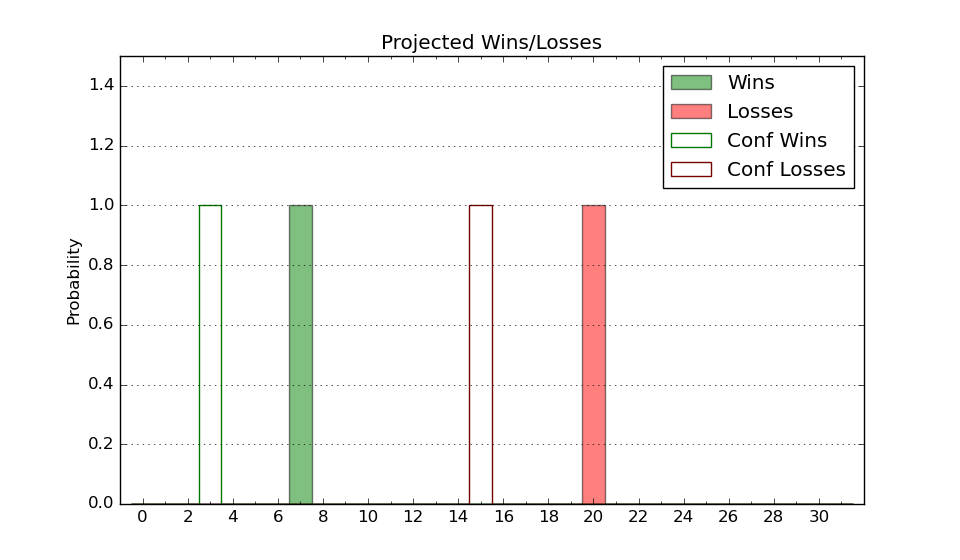 Projected Wins/Losses
Wins
Losses
Conf Wins
Conf Losses
Probability
1.4
1.2
1.0
0.8
0.6
0.4
0.2
0.0
0 2 4 6 8 10 12 14 16 18 20 22 24 26 28 30